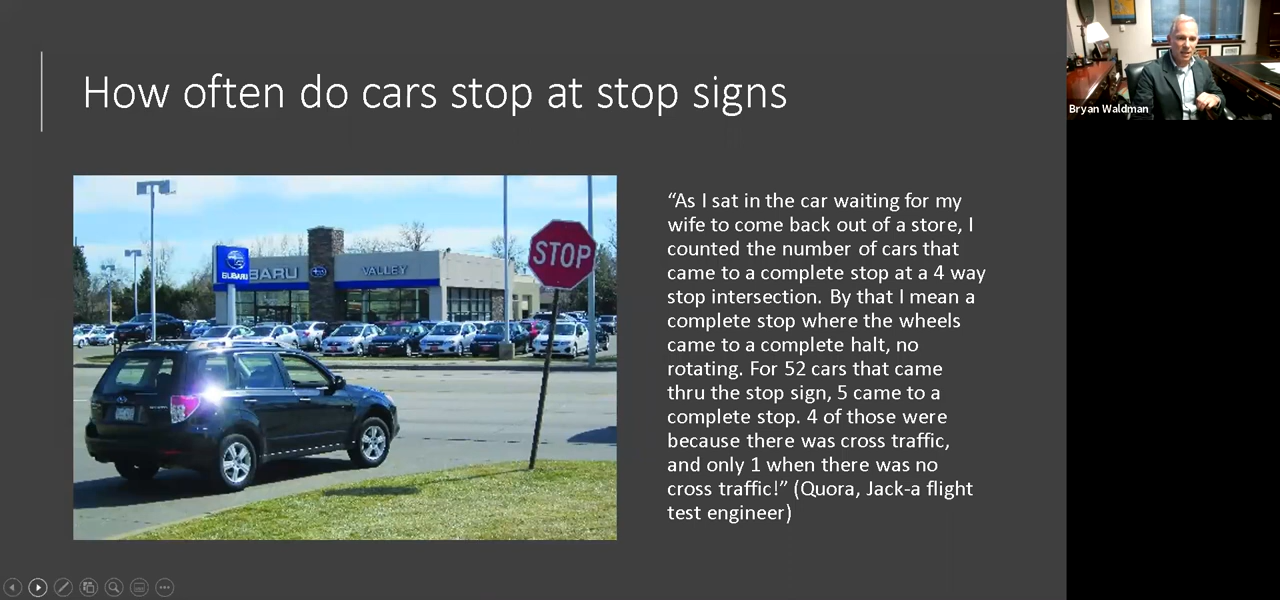 How often do cars stop at stop signs
Bryan Waldman
SUBARU
BARU
VALLEY
STOP
“As I sat in the car waiting for my
wife to come back out of a store, I
counted the number of cars that
came to a complete stop at a 4 way
stop intersection. By that I mean a
complete stop where the wheels
came to a complete halt, no
rotating. For 52 cars that came
thru the stop sign, 5 came to a
complete stop. 4 of those were
because there was cross traffic,
and only 1 when there was no
cross traffic!” (Quora, Jack-a flight
test engineer)